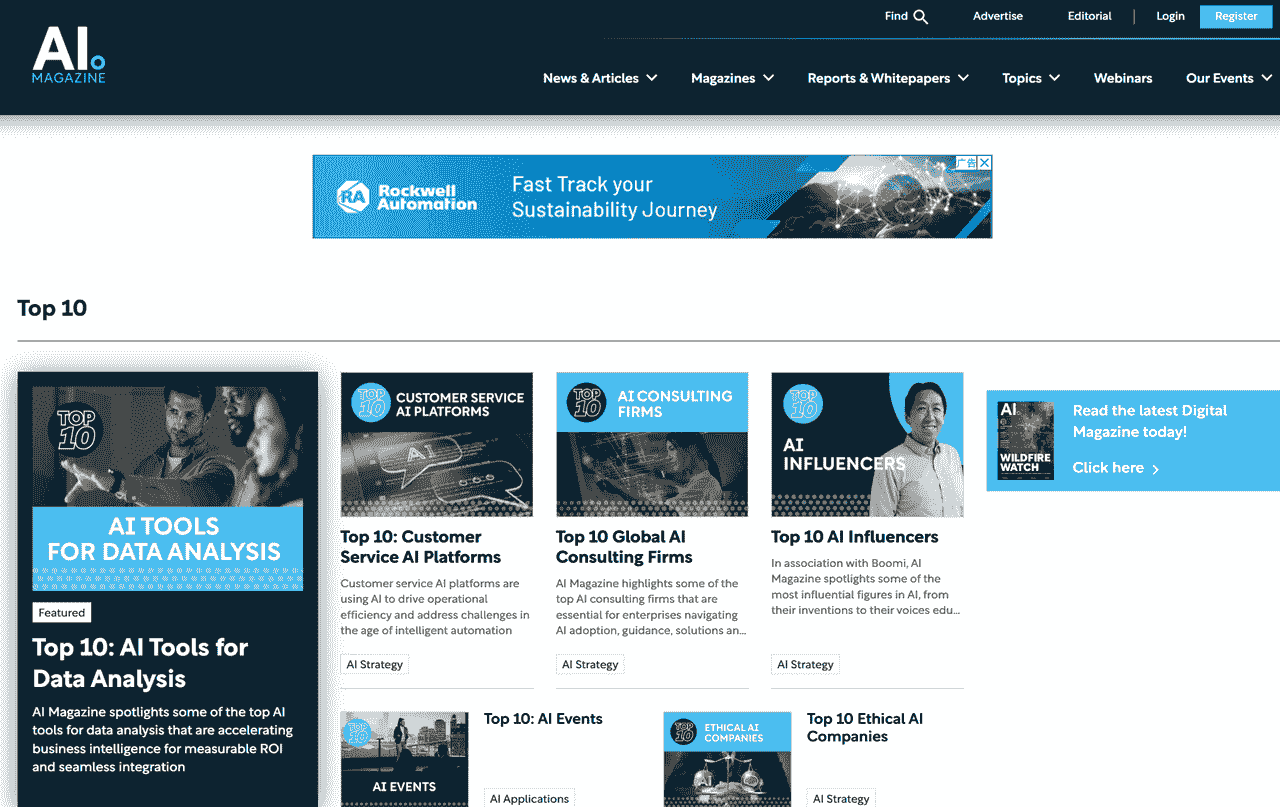 Find
Advertise
Editorial
Login
Register
AI
MAGAZINE
News & Articles
Magazines
Reports & Whitepapers
Topics
Webinars
Our Events
RA Rockwell
Automation
Fast Track your
Sustainability Journey
广告
Top 10
TOP
10
AI TOOLS
FOR DATA ANALYSIS
Featured
Top 10: AI Tools for
Data Analysis
AI Magazine spotlights some of the top AI
tools for data analysis that are accelerating
business intelligence for measurable ROI
and seamless integration
TOP
10
CUSTOMER SERVICE
AI PLATFORMS
AI
Top 10: Customer
Service AI Platforms
Customer service AI platforms are
using AI to drive operational
efficiency and address challenges in
the age of intelligent automation
AI Strategy
TOP
10
AI CONSULTING
FIRMS
Top 10 Global AI
Consulting Firms
AI Magazine highlights some of the
top AI consulting firms that are
essential for enterprises navigating
AI adoption, guidance, solutions an...
AI Strategy
TOP
10
AI
INFLUENCERS
Top 10 AI Influencers
In association with Boomi, AI
Magazine spotlights some of the
most influential figures in AI, from
their inventions to their voices edu...
AI Strategy
AI
WILDFIRE
WATCH
Read the latest Digital
Magazine today!
Click here
TOP
10
AI EVENTS
Top 10: AI Events
AI Applications
TOP
10
ETHICAL AI
COMPANIES
Top 10 Ethical AI
Companies
AI Strategy